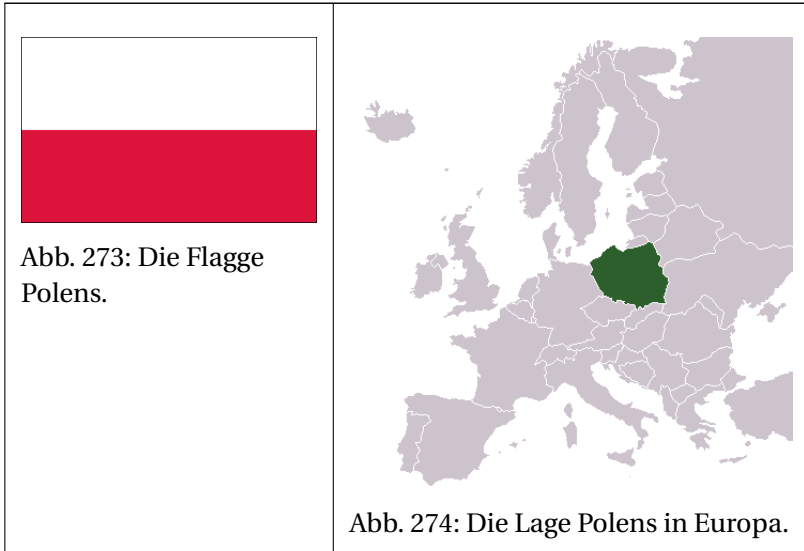 Abb. 273: Die Flagge
Polens.
Abb. 274: Die Lage Polens in Europa.